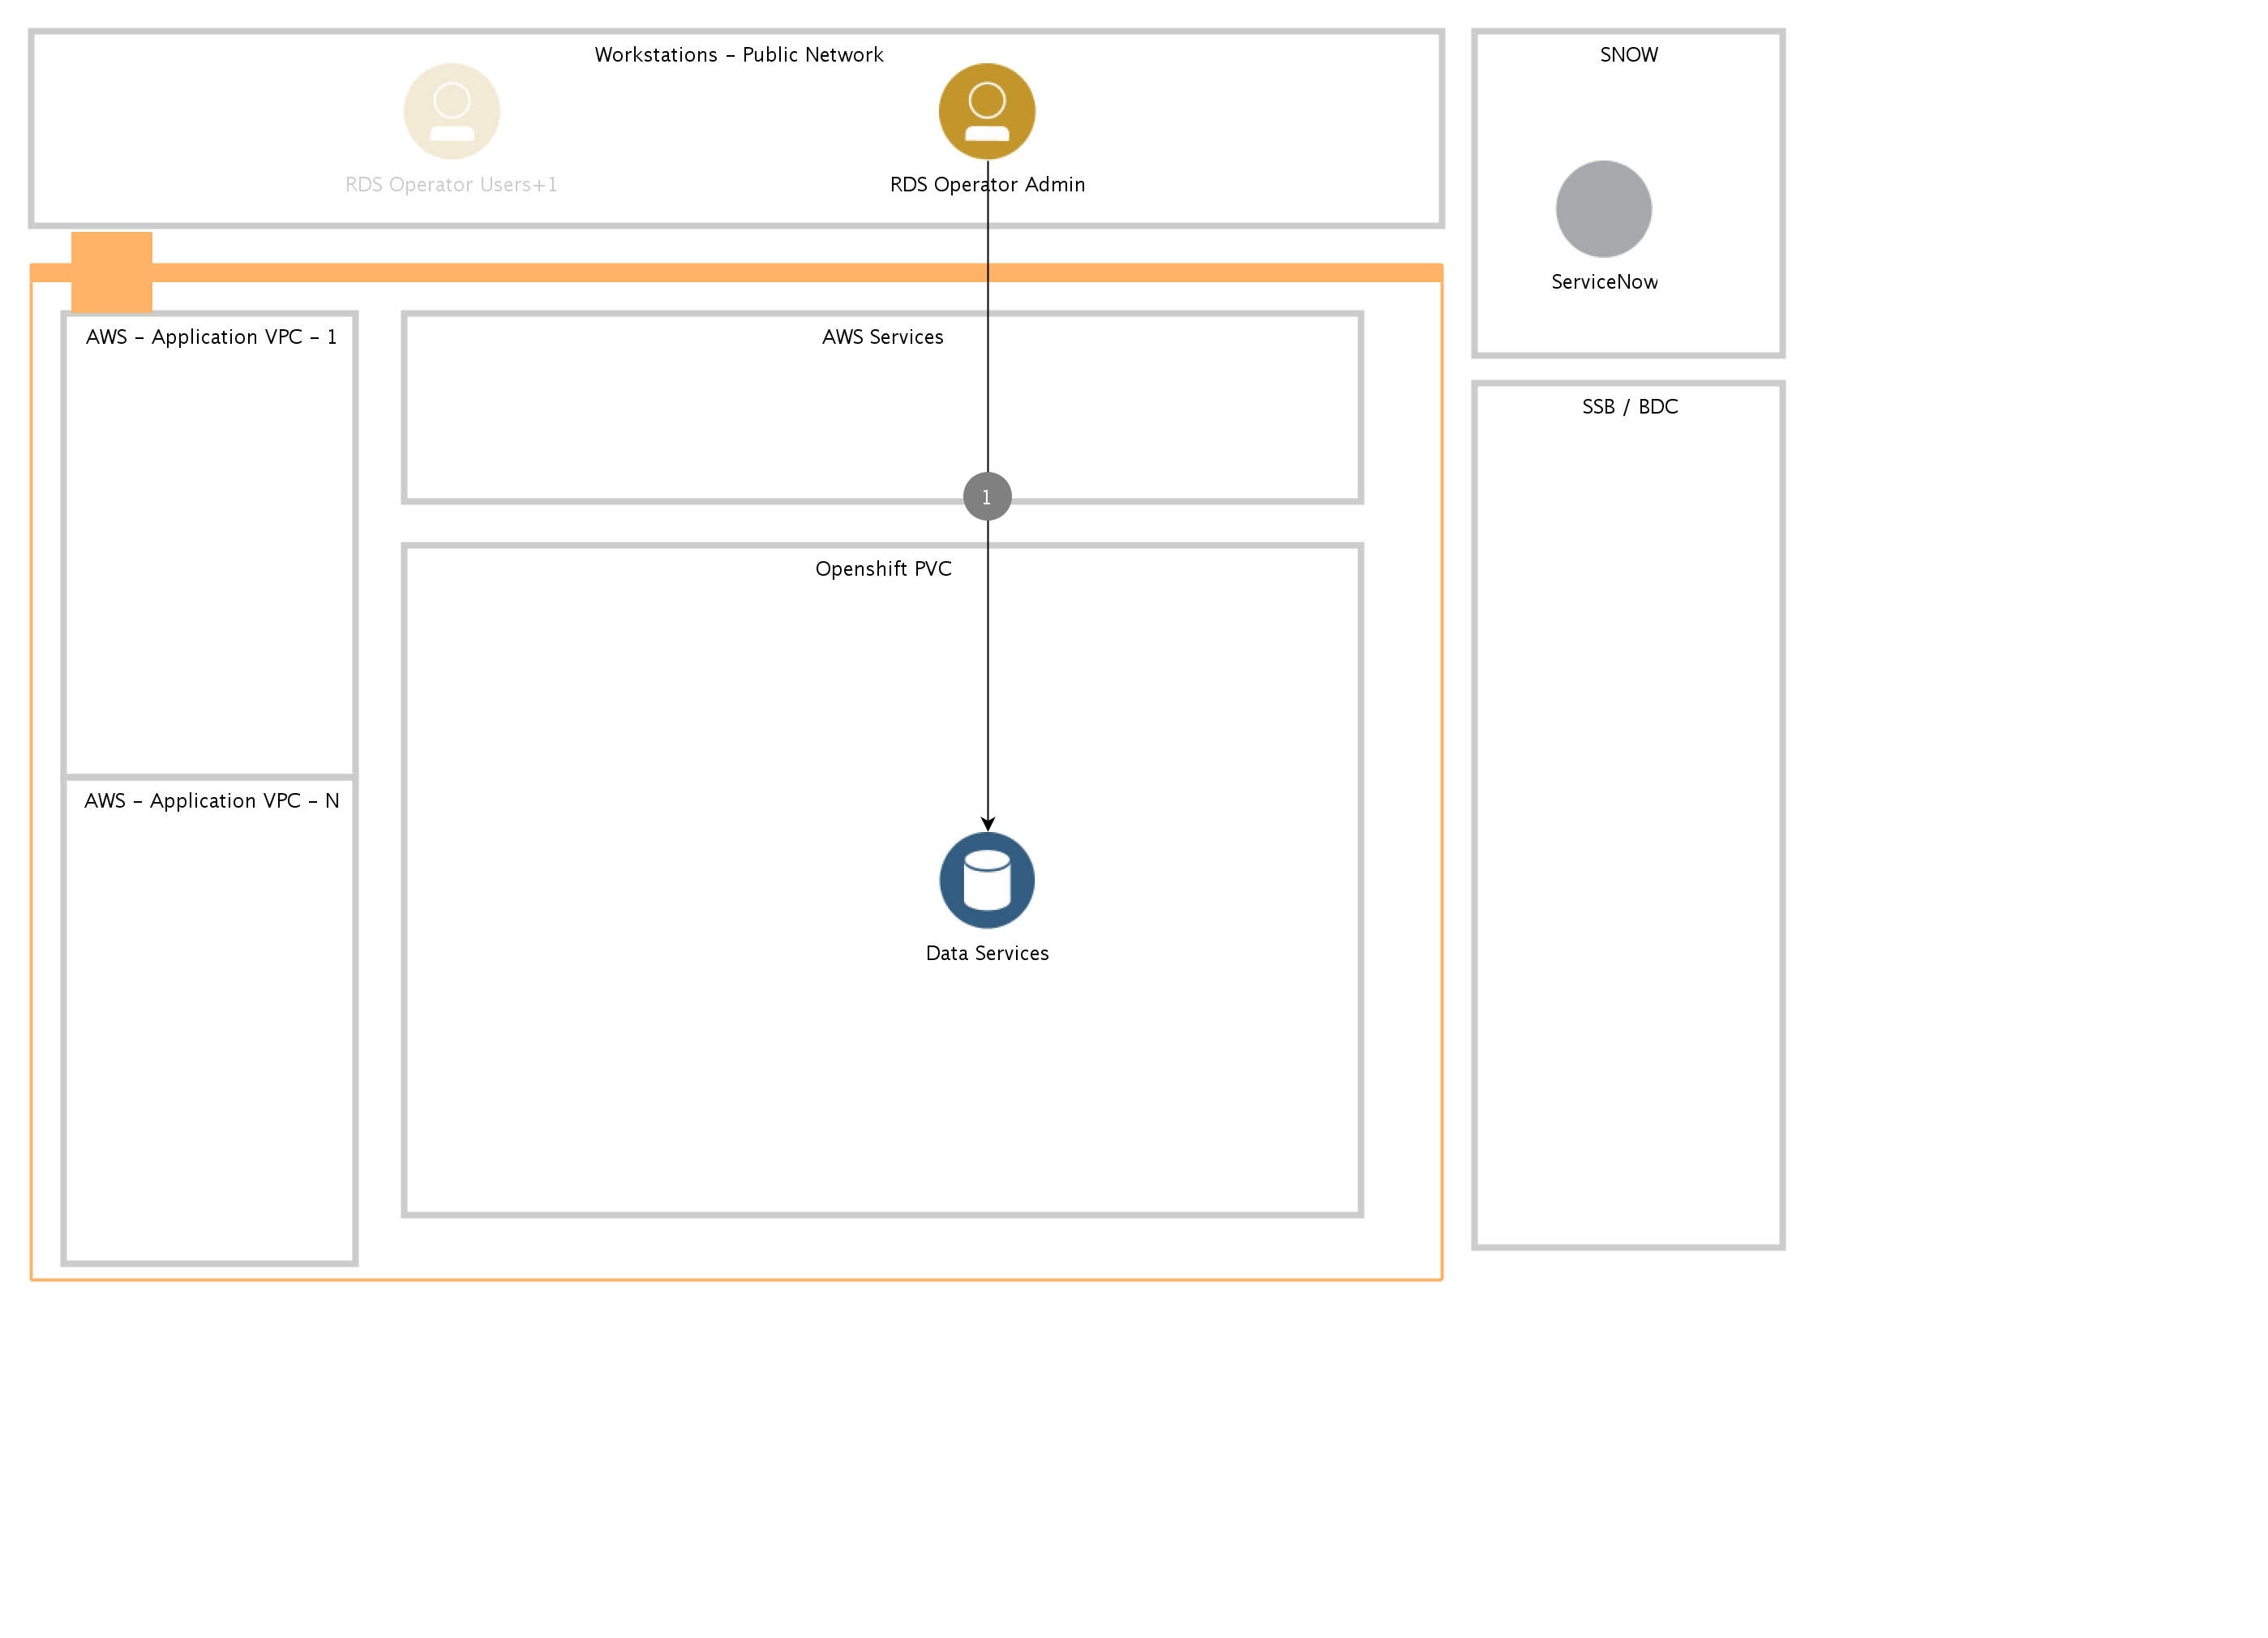 Workstations – Public Network
SNOW
RDS Operator Users+1
RDS Operator Admin
ServiceNow
AWS – Application VPC – 1
AWS Services
SSB / BDC
1
Openshift PVC
AWS – Application VPC – N
Data Services